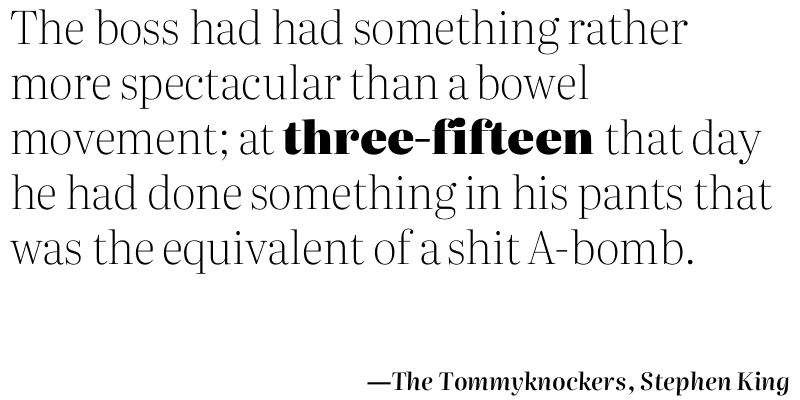 The boss had had something rather
more spectacular than a bowel
movement; at three-fifteen that day
he had done something in his pants that
was the equivalent of a shit A-bomb.
—The Tommyknockers, Stephen King